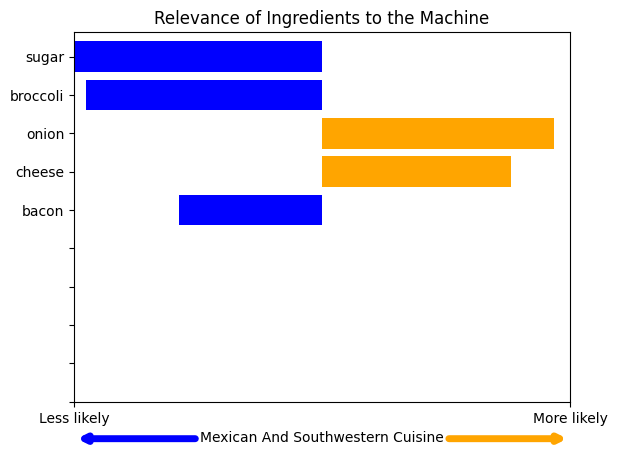 Relevance of Ingredients to the Machine
sugar
broccoli
onion
cheese
bacon
Less likely
More likely
Mexican And Southwestern Cuisine